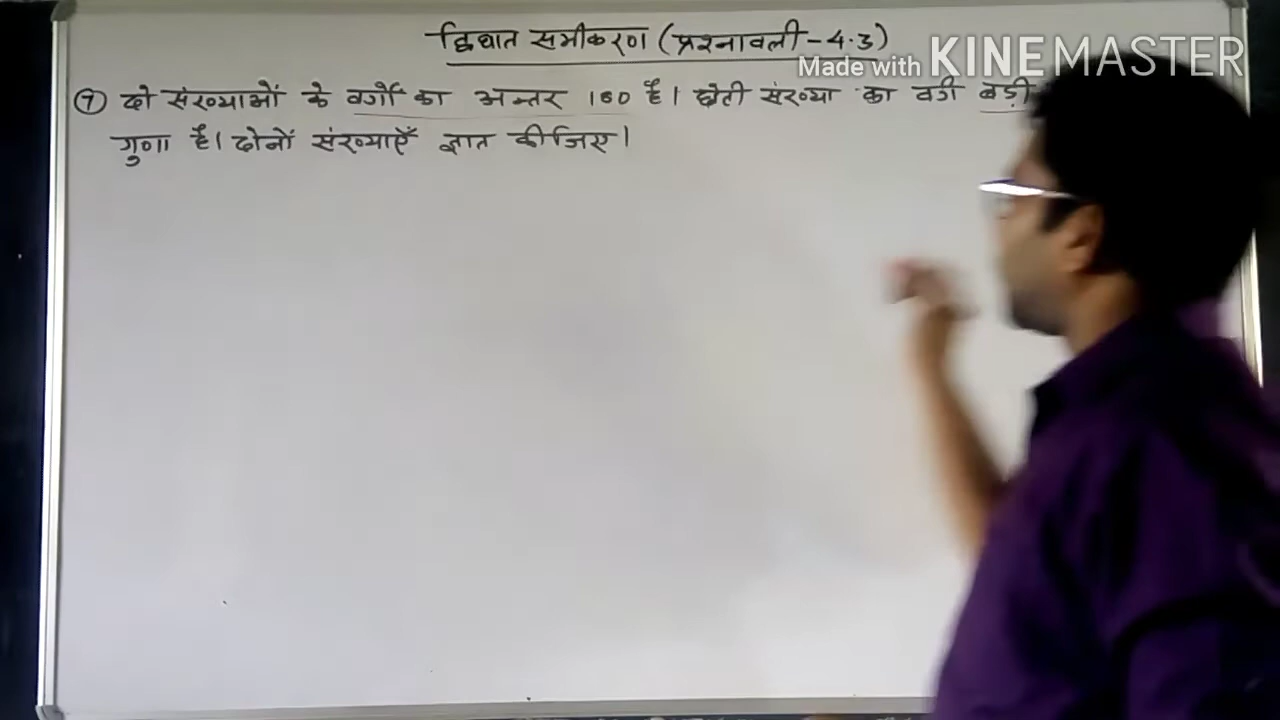 द्विघात समीकरण (प्रश्नावली - 4.3)
Made with KINEMASTER
⑦ दो संख्याओं के वर्गों का अन्तर 180 है। छोटी संख्या का वर्ग बड़ी
गुणा है। दोनों संख्याएँ ज्ञात कीजिए।